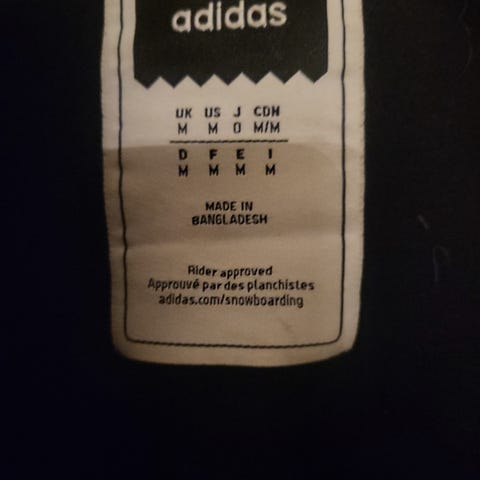 adidas
UK US J CDN
M M O M/M
D F E I
M M M M
MADE IN
BANGLADESH
Rider approved
Approuvé par des planchistes
adidas.com/snowboarding